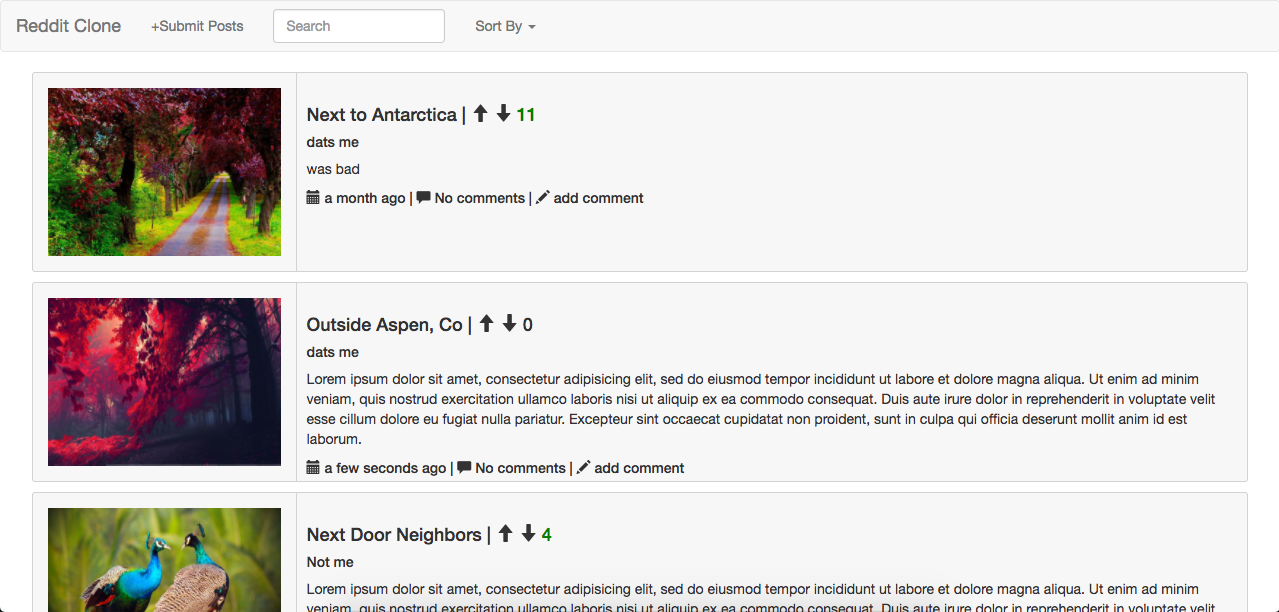 Reddit Clone +Submit Posts Search Sort By
Next to Antarctica | 11
dats me
was bad
a month ago | No comments | add comment
Outside Aspen, Co | 0
dats me
Lorem ipsum dolor sit amet, consectetur adipisicing elit, sed do eiusmod tempor incididunt ut labore et dolore magna aliqua. Ut enim ad minim
veniam, quis nostrud exercitation ullamco laboris nisi ut aliquip ex ea commodo consequat. Duis aute irure dolor in reprehenderit in voluptate velit
esse cillum dolore eu fugiat nulla pariatur. Excepteur sint occaecat cupidatat non proident, sunt in culpa qui officia deserunt mollit anim id est
laborum.
a few seconds ago | No comments | add comment
Next Door Neighbors | 4
Not me
Lorem ipsum dolor sit amet, consectetur adipisicing elit, sed do eiusmod tempor incididunt ut labore et dolore magna aliqua. Ut enim ad minim
veniam, quis nostrud exercitation ullamco laboris nisi ut aliquip ex ea commodo consequat. Duis aute irure dolor in reprehenderit in voluptate velit